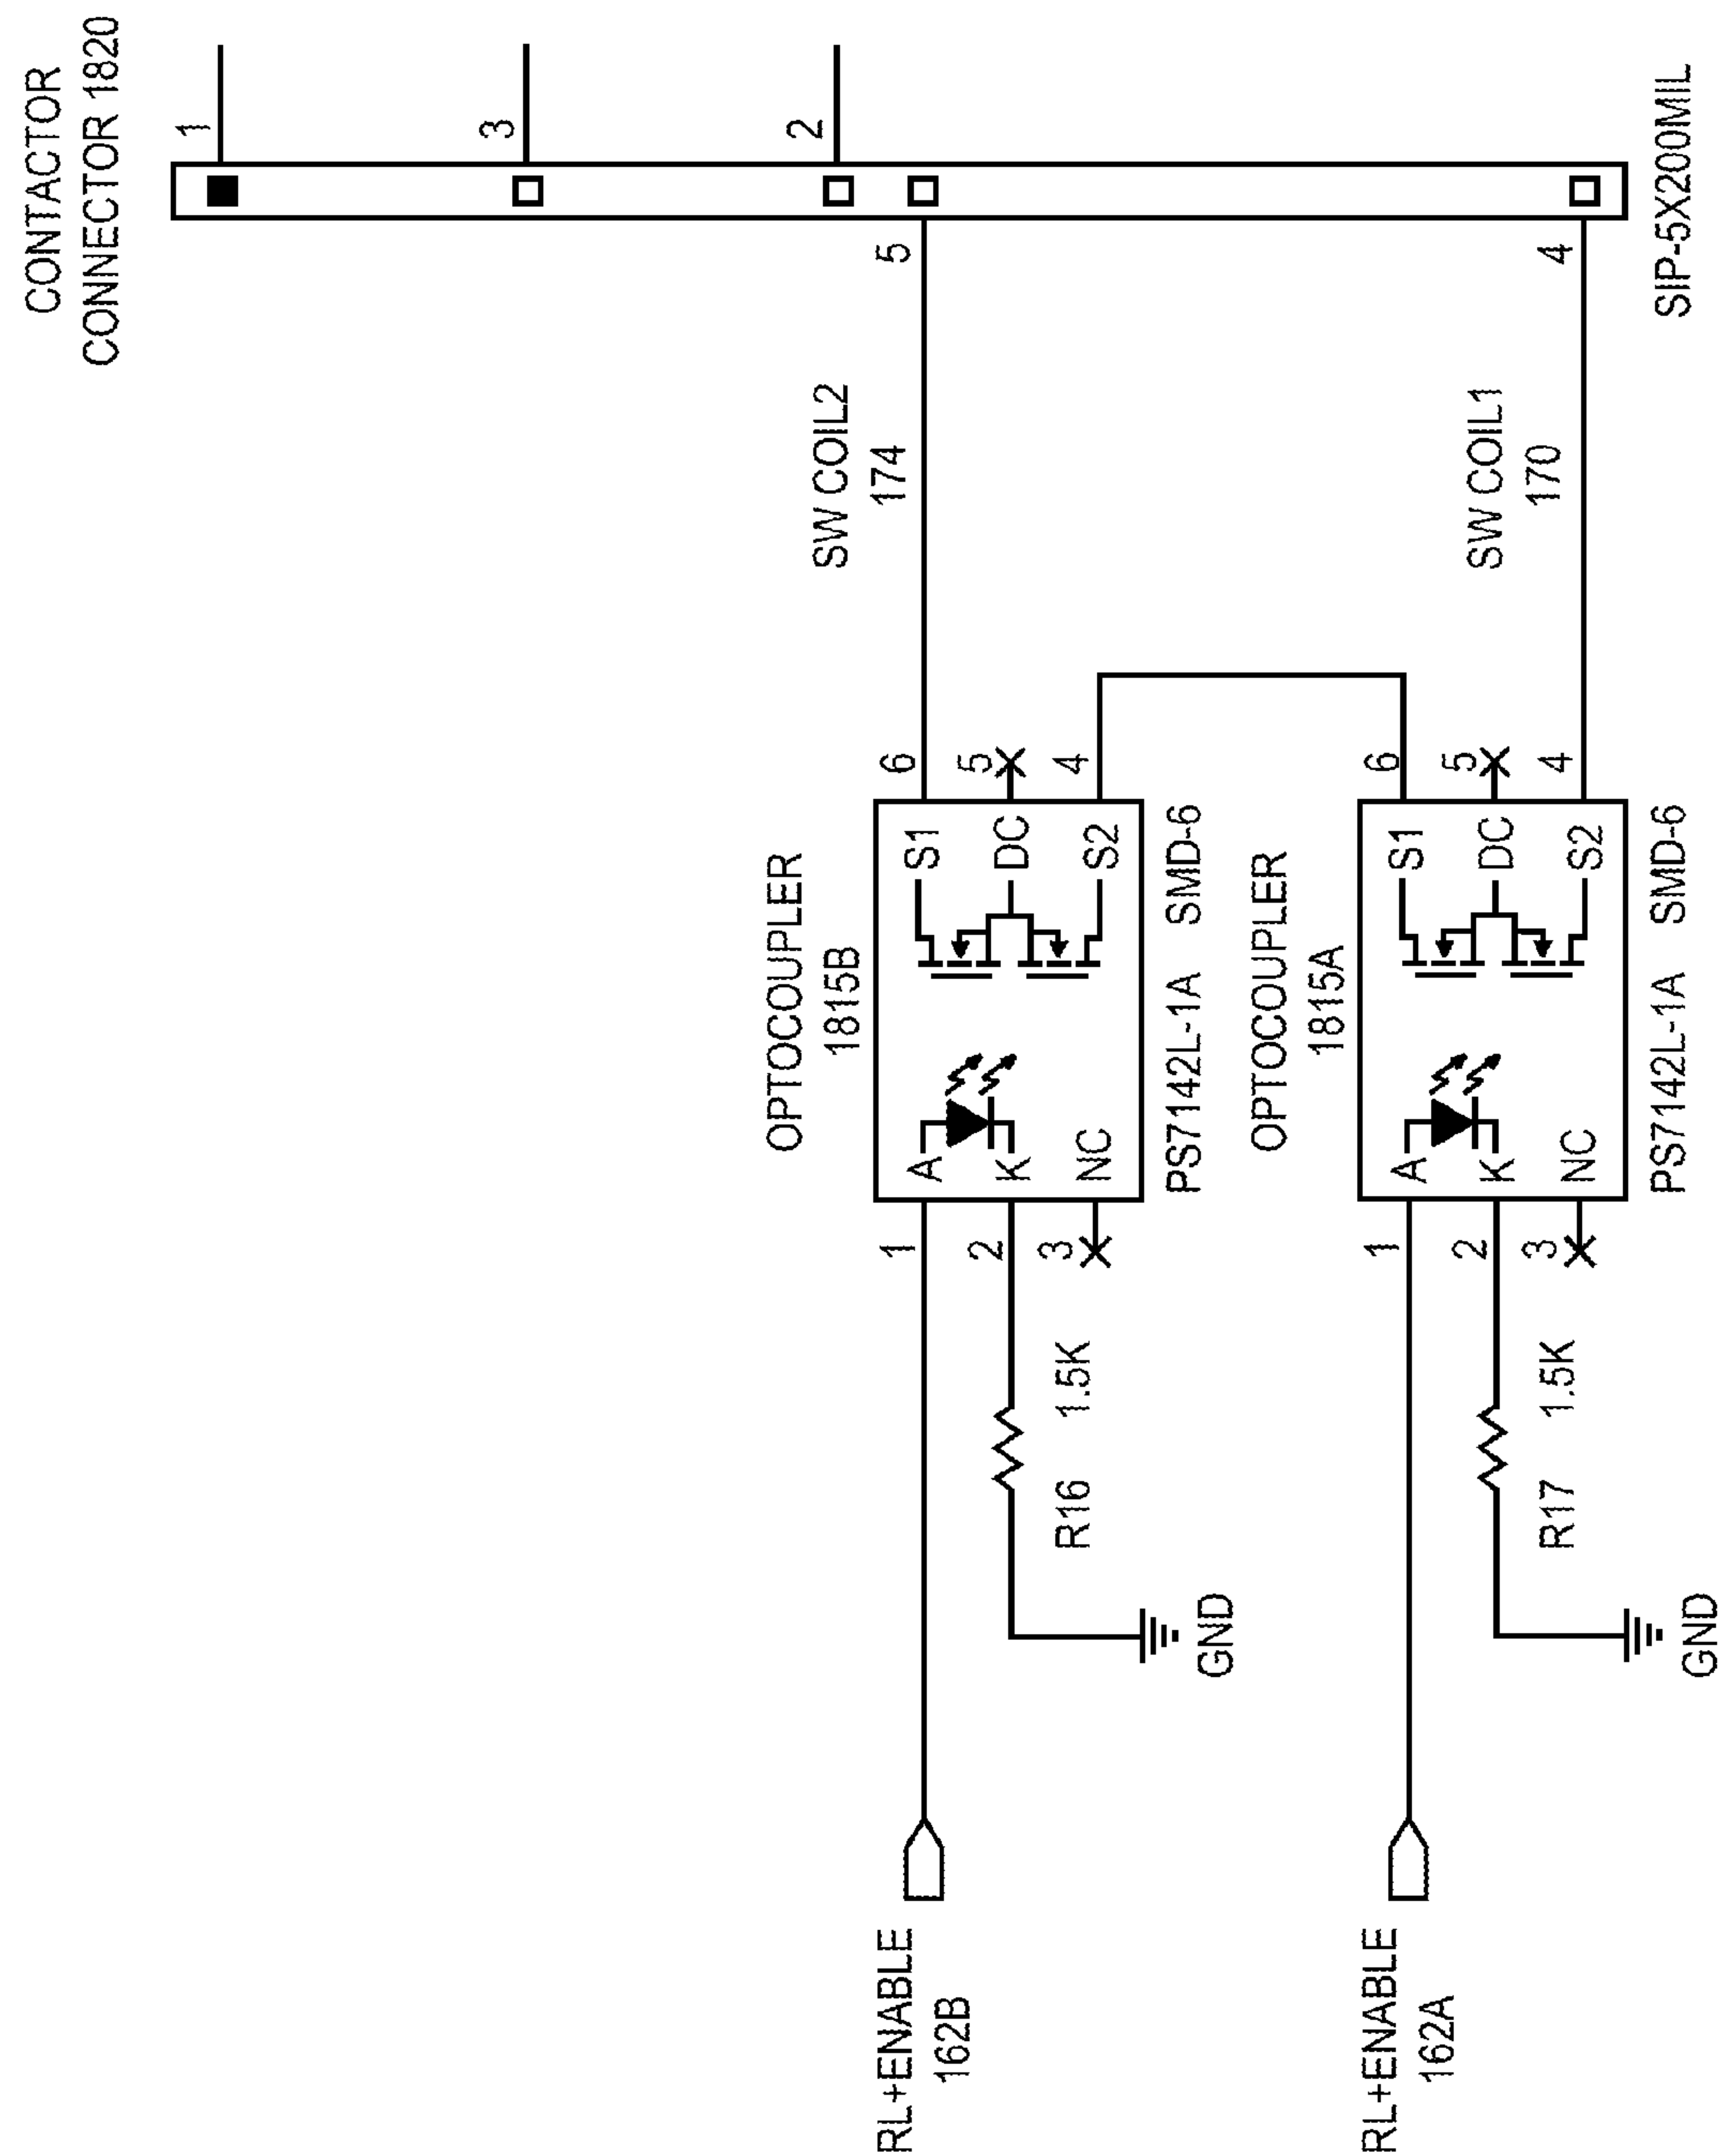 CONTACTOR
CONNECTOR 1820
1
3
2
5
4
SIP-5X200MIL
SW COIL2
174
SW COIL1
170
OPTOCOUPLER
1815B
6
5
4
S1
DC
S2
A
K
NC
1
2
3
PS7142L-1A SMD-6
OPTOCOUPLER
1815A
6
5
4
S1
DC
S2
A
K
NC
1
2
3
PS7142L-1A SMD-6
R16 1.5K
GND
R17 1.5K
GND
RL+ENABLE
162B
RL+ENABLE
162A